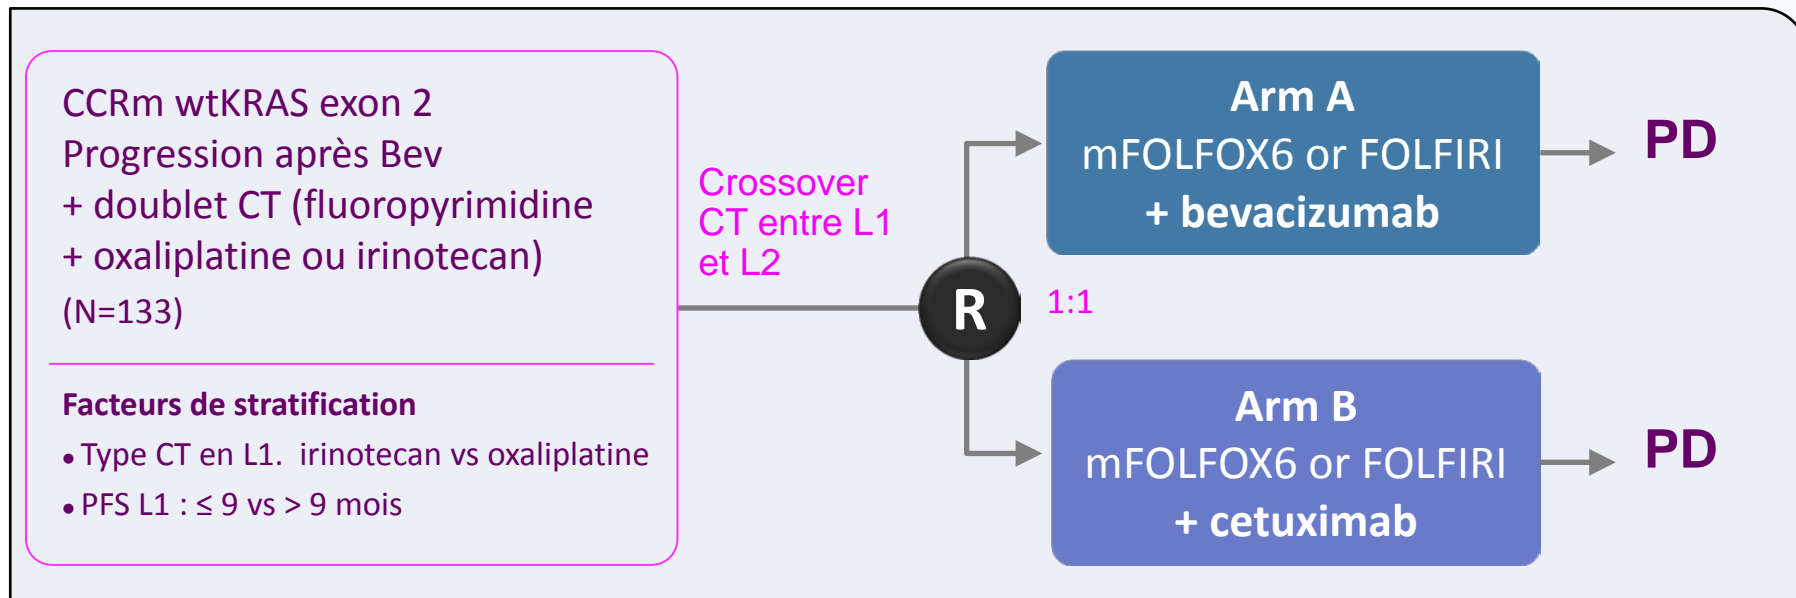 CCRm wtKRAS exon 2
Progression après Bev
+ doublet CT (fluoropyrimidine
+ oxaliplatine ou irinotecan)
(N=133)
Facteurs de stratification
• Type CT en L1. irinotecan vs oxaliplatine
• PFS L1 : ≤ 9 vs > 9 mois
Crossover
CT entre L1
et L2
R
1:1
Arm A
mFOLFOX6 or FOLFIRI
+ bevacizumab
PD
Arm B
mFOLFOX6 or FOLFIRI
+ cetuximab
PD